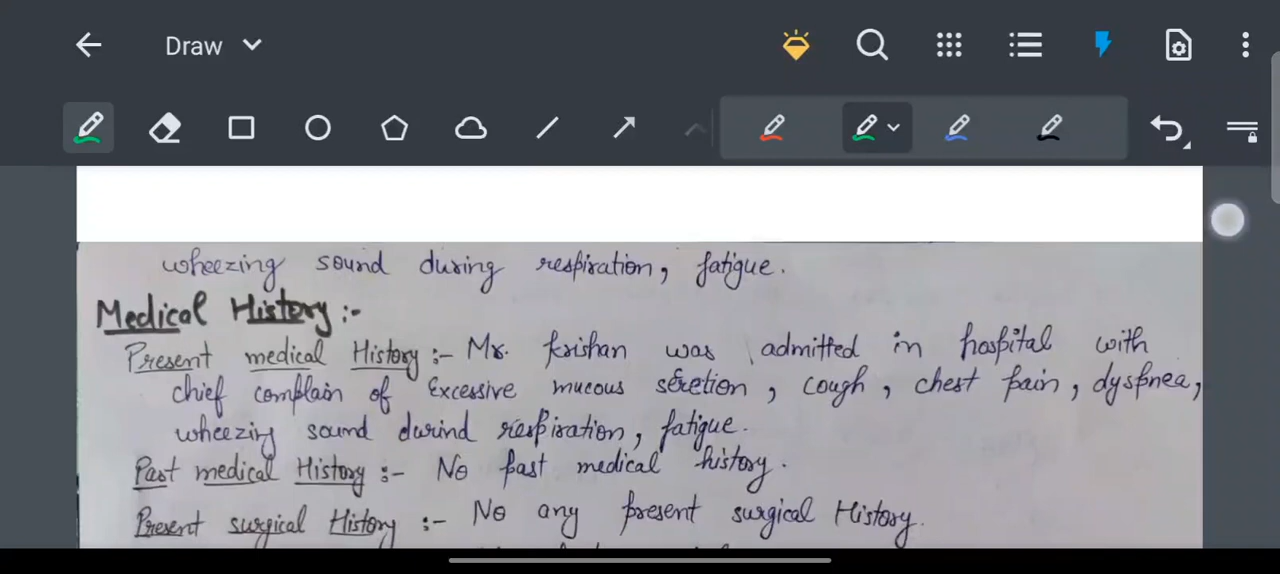 Draw
wheezing sound during respiration, fatigue.
Medical History :-
Present medical History :- Mr. Krishan was admitted in hospital with
chief complain of Excessive mucous secretion, cough, chest pain, dyspnea,
wheezing sound durind respiration, fatigue.
Past medical History :- No past medical history.
Present surgical History :- No any present surgical History.